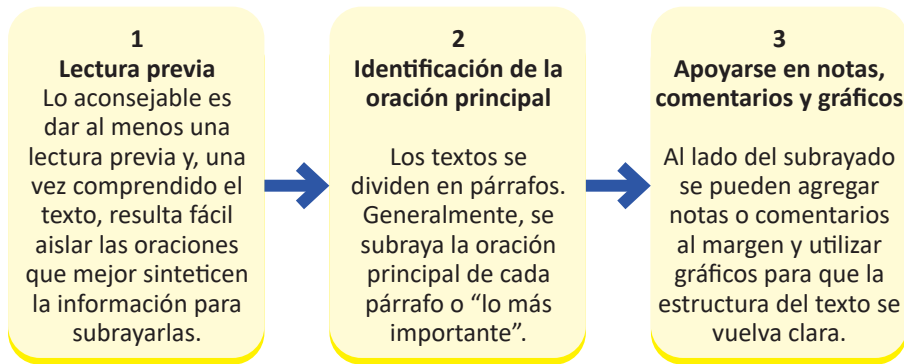 1
Lectura previa
Lo aconsejable es
dar al menos una
lectura previa y, una
vez comprendido el
texto, resulta fácil
aislar las oraciones
que mejor sinteticen
la información para
subrayarlas.
2
Identificación de la
oración principal
Los textos se
dividen en párrafos.
Generalmente, se
subraya la oración
principal de cada
párrafo o “lo más
importante”.
3
Apoyarse en notas,
comentarios y gráficos
Al lado del subrayado
se pueden agregar
notas o comentarios
al margen y utilizar
gráficos para que la
estructura del texto se
vuelva clara.